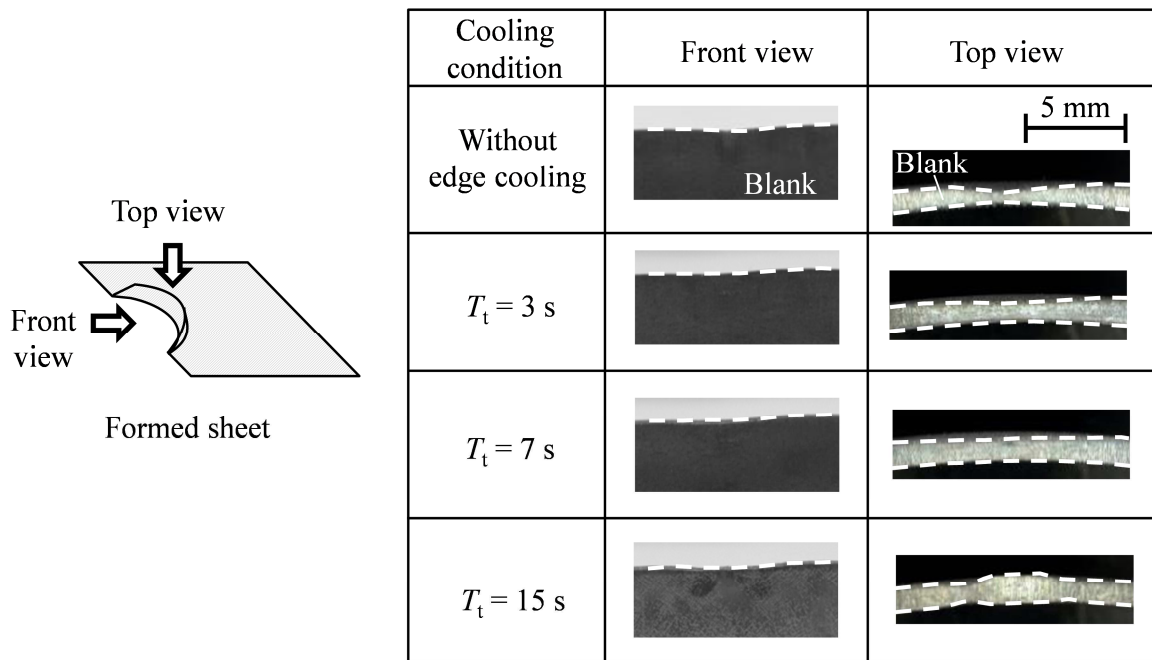 Top view
Front
view
Formed sheet
Cooling
condition
Front view
Top view
Without
edge cooling
Blank
5 mm
Blank
Tt = 3 s
Tt = 7 s
Tt = 15 s